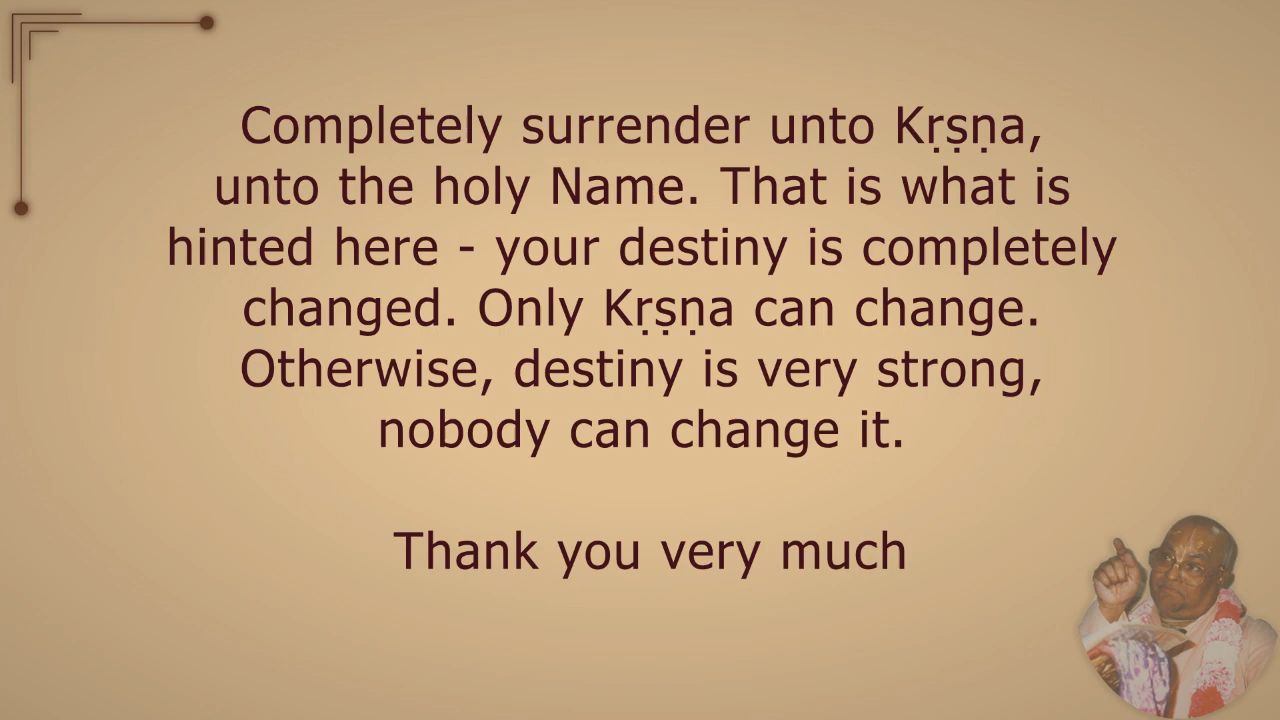 Completely surrender unto Kṛṣṇa,
unto the holy Name. That is what is
hinted here - your destiny is completely
changed. Only Kṛṣṇa can change.
Otherwise, destiny is very strong,
nobody can change it.
Thank you very much